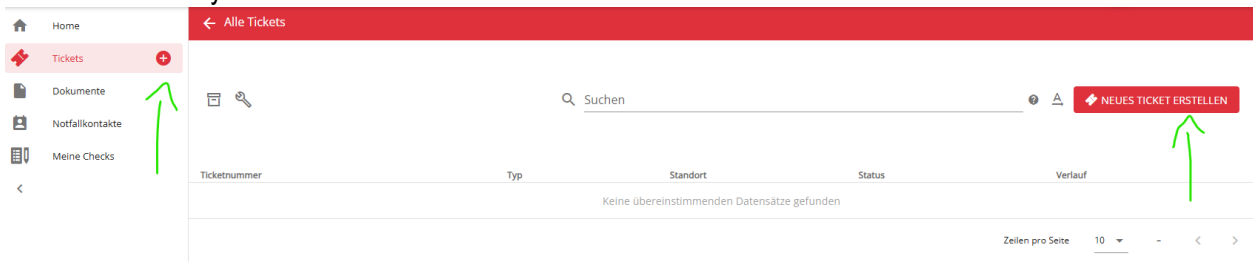 Home
Tickets
Dokumente
Notfallkontakte
Meine Checks
Alle Tickets
Suchen
A
NEUES TICKET ERSTELLEN
Ticketnummer Typ Standort Status Verlauf
Keine übereinstimmenden Datensätze gefunden
Zeilen pro Seite 10 -